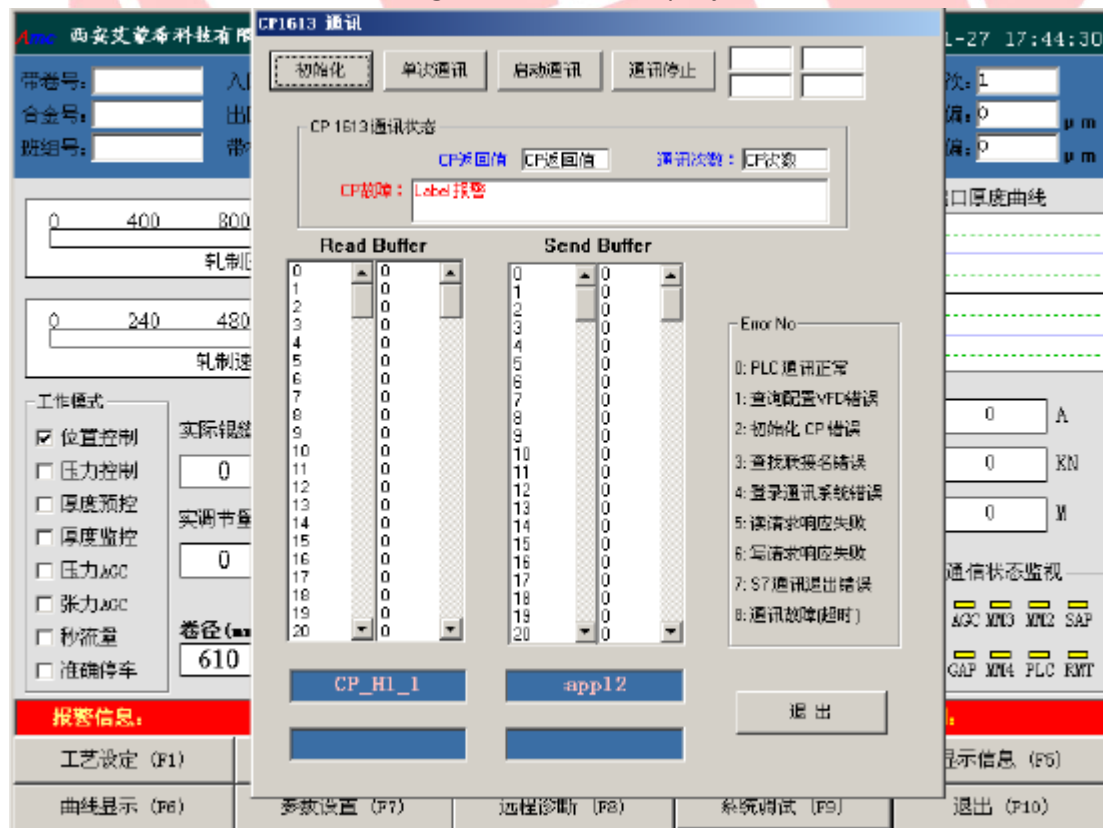 CP1613 通讯
Amc 西安艾蒙希科技有限
1-27 17:44:30
初始化 单次通讯 启动通讯 通讯停止
带卷号: 入
次: 1
合金号: 出
偏: 0 μm
班组号: 带
偏: 0 μm
CP 1613通讯状态
CP返回值 CP返回值 通讯次数: CP次数
CP故障: Label报警
口厚度曲线
0 400 800
轧制
Read Buffer Send Buffer
0 0 0 0
1 0 1 0
2 0 2 0
3 0 3 0
4 0 4 0
5 0 5 0
6 0 6 0
7 0 7 0
8 0 8 0
9 0 9 0
10 0 10 0
11 0 11 0
12 0 12 0
13 0 13 0
14 0 14 0
15 0 15 0
16 0 16 0
17 0 17 0
18 0 18 0
19 0 19 0
20 0 20 0
0 240 480
轧制速
Error No
0: PLC 通讯正常
1: 查询配置VFD错误
2: 初始化 CP 错误
3: 查找联接名错误
4: 登录通讯系统错误
5: 读请求响应失败
6: 写请求响应失败
7: S7 通讯退出错误
8: 通讯故障(超时)
工作模式
位置控制
压力控制
厚度预控
厚度监控
压力AGC
张力AGC
秒流量
准确停车
实际辊缝
0
实调节量
0
卷径(mm
610
0 A
0 KN
0 M
通信状态监视
AGC MM3 MM2 SAP
GAP MM4 PLC RMT
CP_H1_1 appl2
退 出
报警信息:
工艺设定 (F1)
显示信息 (F5)
曲线显示 (F6) 参数设置 (F7) 远程诊断 (F8) 系统调试 (F9) 退出 (F10)